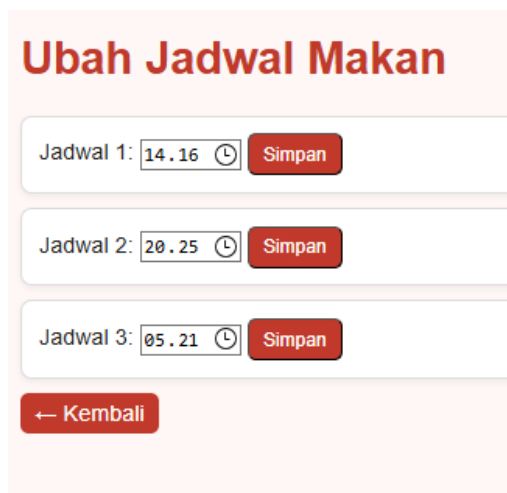 Ubah Jadwal Makan
Jadwal 1: 14.16 Simpan
Jadwal 2: 20.25 Simpan
Jadwal 3: 05.21 Simpan
← Kembali